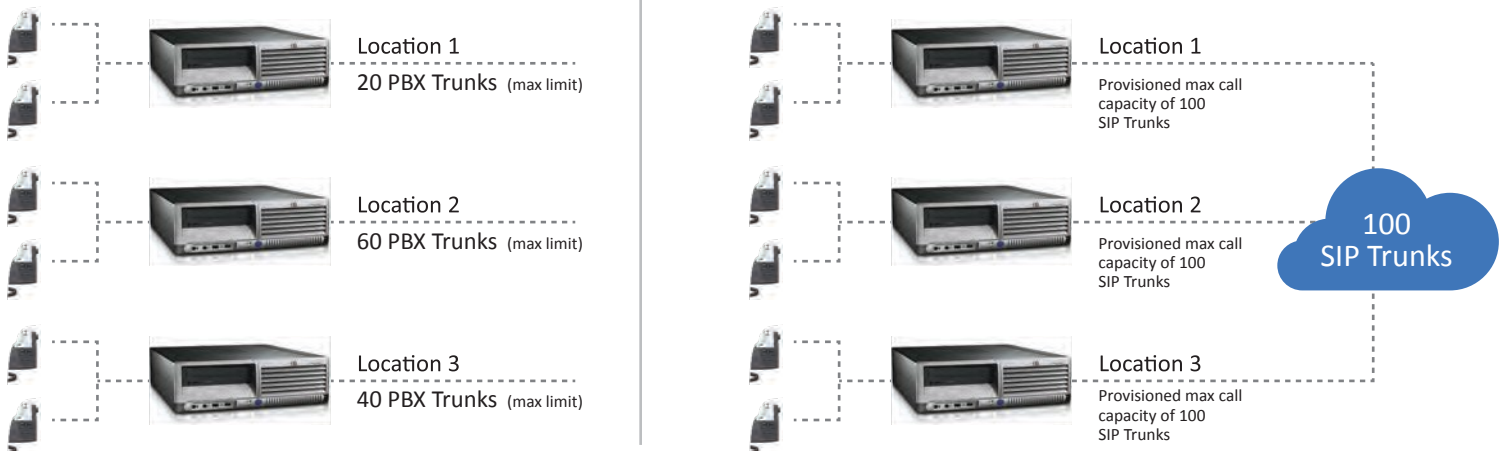 Location 1
20 PBX Trunks (max limit)
Location 2
60 PBX Trunks (max limit)
Location 3
40 PBX Trunks (max limit)
Location 1
Provisioned max call
capacity of 100
SIP Trunks
Location 2
Provisioned max call
capacity of 100
SIP Trunks
Location 3
Provisioned max call
capacity of 100
SIP Trunks
100
SIP Trunks